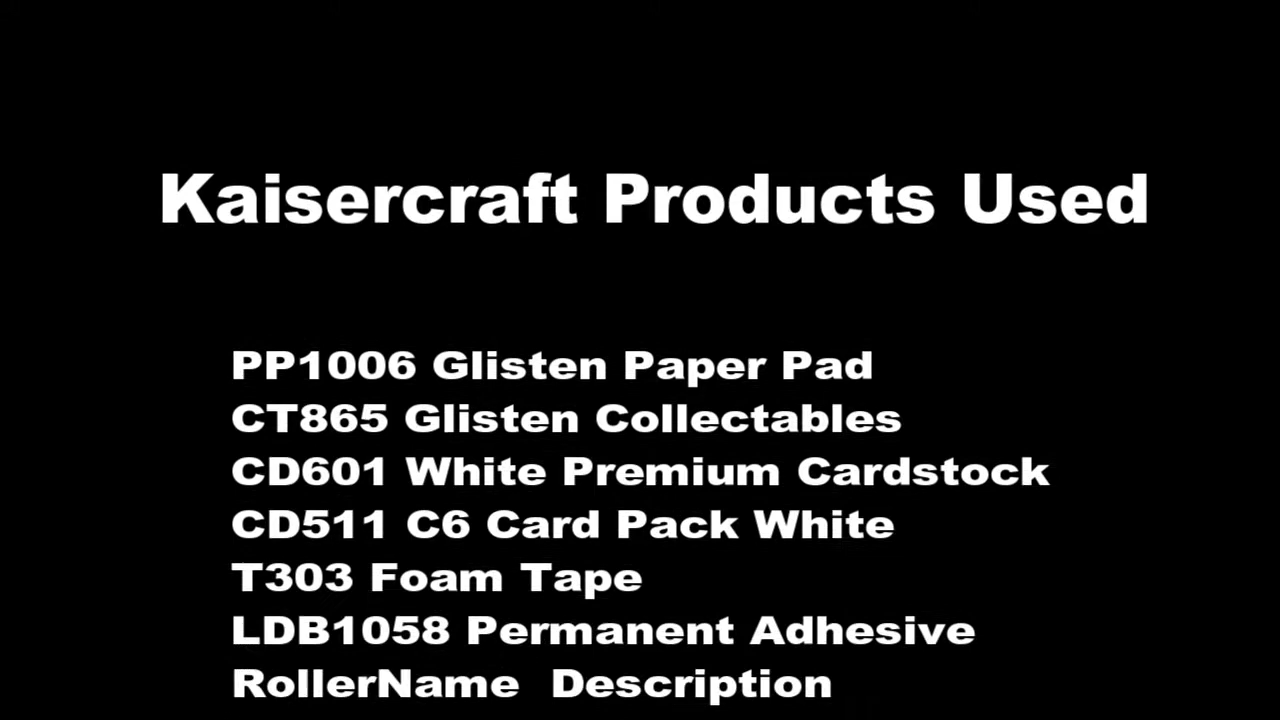 Kaisercraft Products Used
PP1006 Glisten Paper Pad
CT865 Glisten Collectables
CD601 White Premium Cardstock
CD511 C6 Card Pack White
T303 Foam Tape
LDB1058 Permanent Adhesive
RollerName  Description